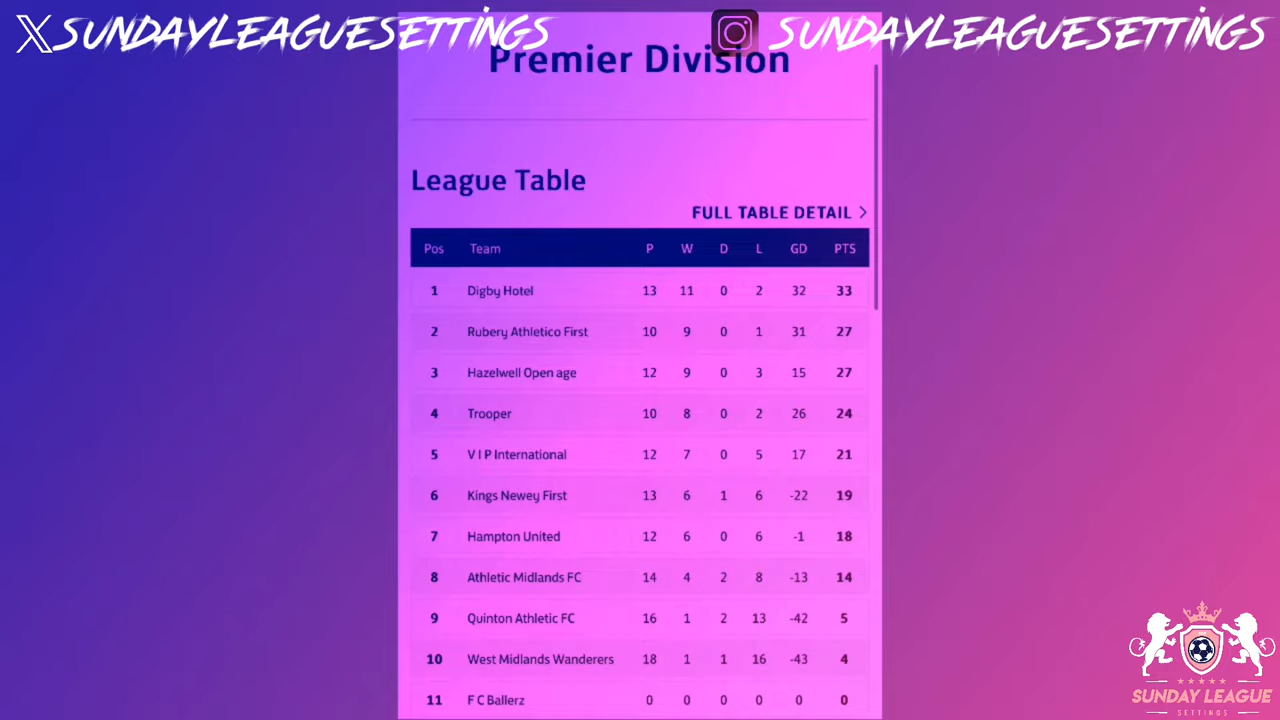 XSUNDAYLEAGUESETTINGS
SUNDAYLEAGUESETTINGS
Premier Division
League Table
FULL TABLE DETAIL >
Pos Team P W D L GD PTS
1 Digby Hotel 13 11 0 2 32 33
2 Rubery Athletico First 10 9 0 1 31 27
3 Hazelwell Open age 12 9 0 3 15 27
4 Trooper 10 8 0 2 26 24
5 V I P International 12 7 0 5 17 21
6 Kings Newey First 13 6 1 6 -22 19
7 Hampton United 12 6 0 6 -1 18
8 Athletic Midlands FC 14 4 2 8 -13 14
9 Quinton Athletic FC 16 1 2 13 -42 5
10 West Midlands Wanderers 18 1 1 16 -43 4
11 F C Ballerz 0 0 0 0 0 0
SUNDAY LEAGUE
SETTINGS